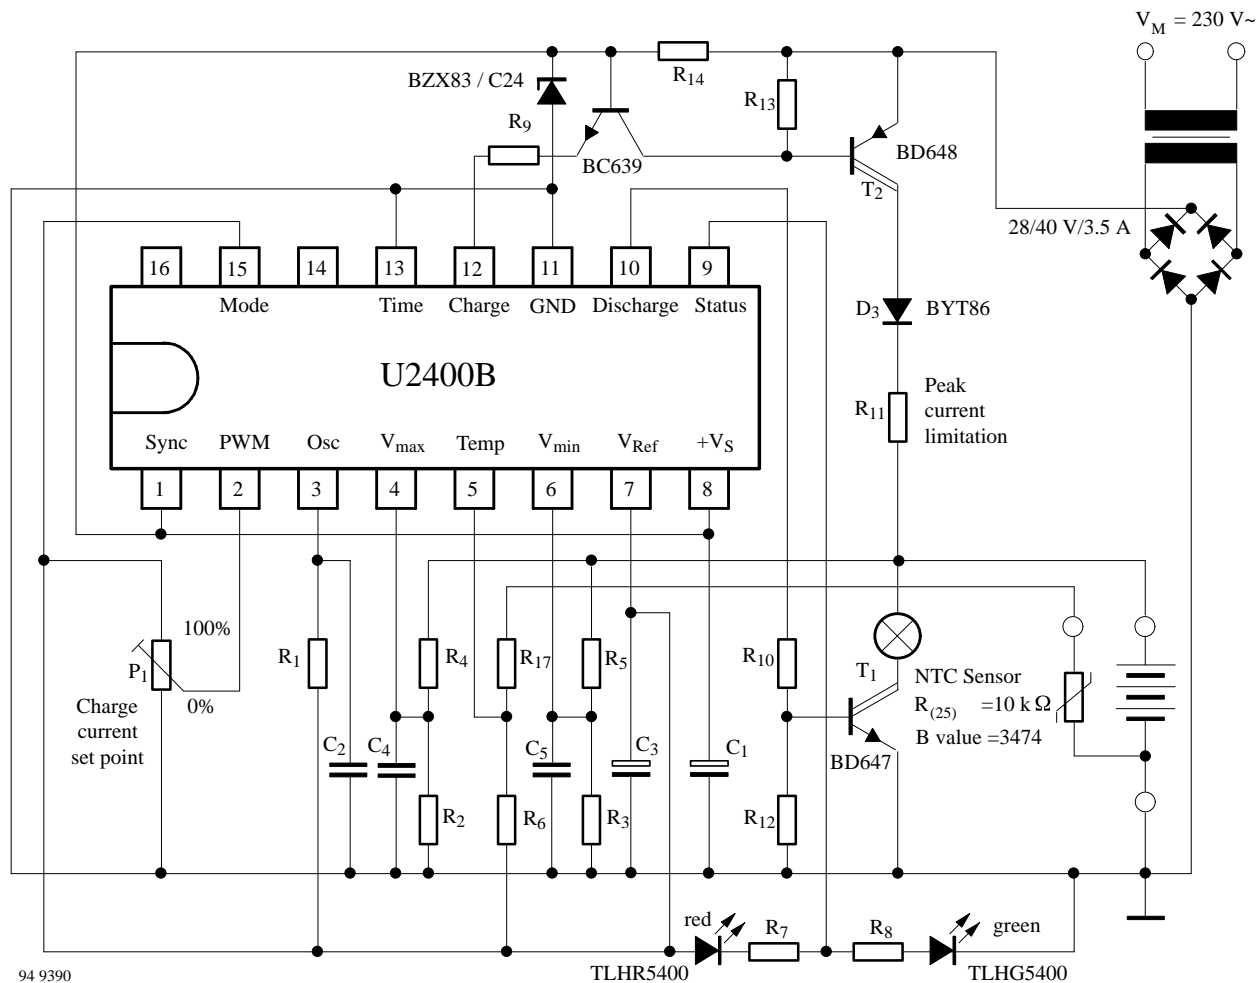 V_M = 230 V~
BZX83 / C24
R14
R13
R9
BC639
BD648
T2
28/40 V/3.5 A
16 15 14 13 12 11 10 9
Mode Time Charge GND Discharge Status
D3 BYT86
U2400B
R11
Peak
current
limitation
Sync PWM Osc Vmax Temp Vmin VRef +VS
1 2 3 4 5 6 7 8
100%
P1
0%
Charge
current
set point
R1
R4
R17
R5
R10
T1
NTC Sensor
R(25) =10 k Ω
B value =3474
BD647
C2
C4
C5
C3
C1
R2
R6
R3
R12
red
R7
R8
green
TLHR5400
TLHG5400
94 9390